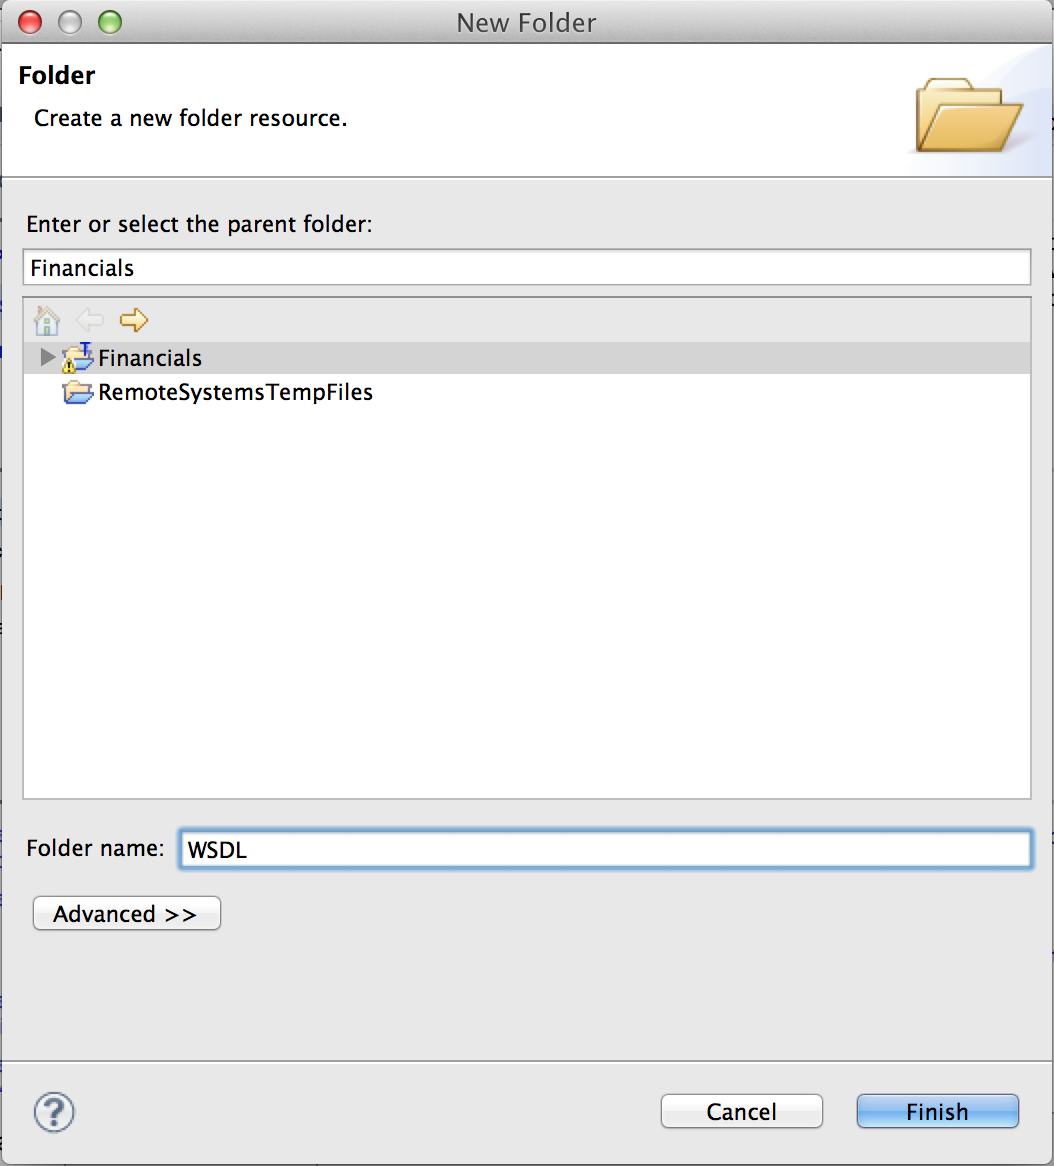 New Folder
Folder
Create a new folder resource.
Enter or select the parent folder:
Financials
Financials
RemoteSystemsTempFiles
Folder name: WSDL
Advanced >>
? Cancel Finish